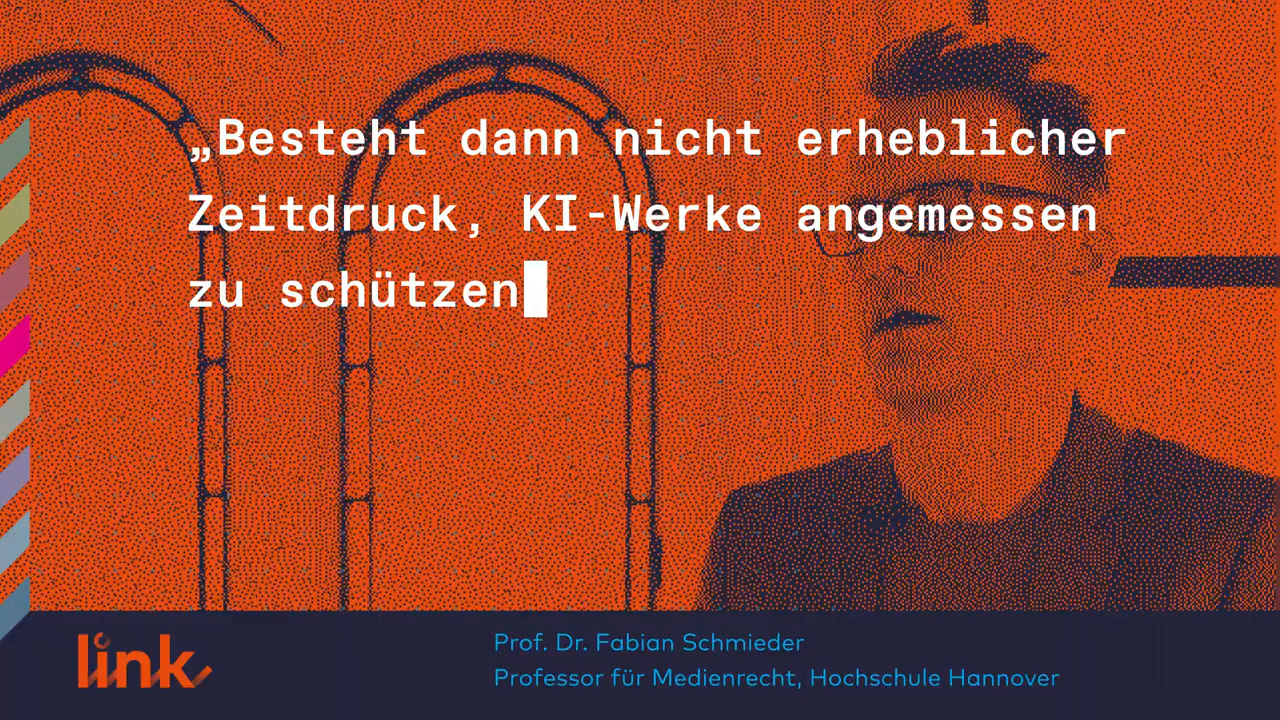 „Besteht dann nicht erheblicher
Zeitdruck, KI-Werke angemessen
zu schützen
link
Prof. Dr. Fabian Schmieder
Professor für Medienrecht, Hochschule Hannover